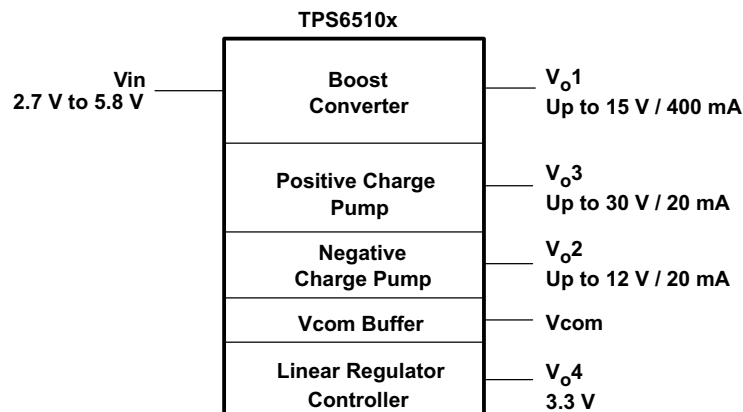 TPS6510x
Vin
2.7 V to 5.8 V
Boost
Converter
Vo1
Up to 15 V / 400 mA
Positive Charge
Pump
Vo3
Up to 30 V / 20 mA
Negative
Charge Pump
Vo2
Up to 12 V / 20 mA
Vcom Buffer
Vcom
Linear Regulator
Controller
Vo4
3.3 V